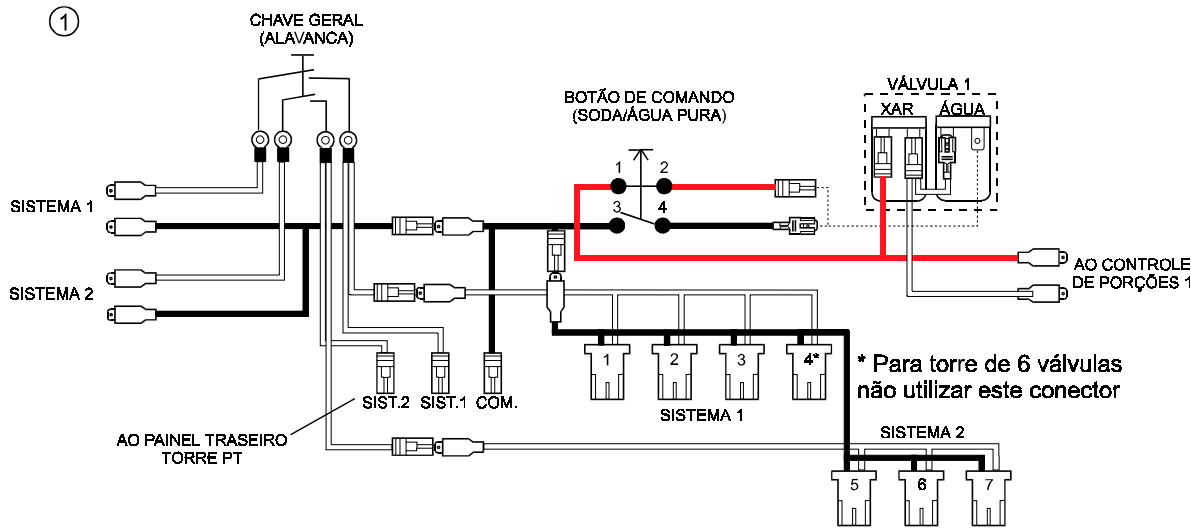 1
CHAVE GERAL
(ALAVANCA)
BOTÃO DE COMANDO
(SODA/ÁGUA PURA)
VÁLVULA 1
XAR
ÁGUA
1
2
3
4
SISTEMA 1
SISTEMA 2
AO CONTROLE
DE PORÇÕES 1
1
2
3
4*
* Para torre de 6 válvulas
não utilizar este conector
SIST.2
SIST.1
COM.
SISTEMA 1
AO PAINEL TRASEIRO
TORRE PT
SISTEMA 2
5
6
7